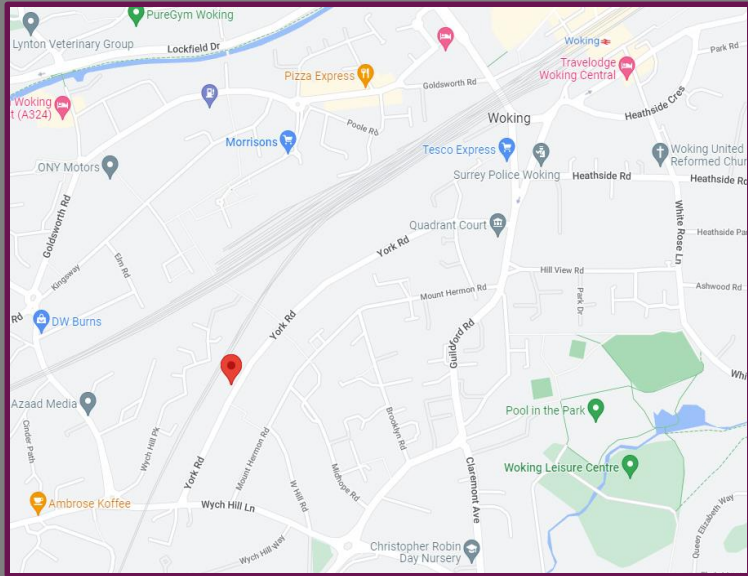 PureGym Woking
Lynton Veterinary Group
Lockfield Dr
Woking
Park Rd
Pizza Express
Travelodge
Woking Central
Goldsworth Rd
Woking
t (A324)
Heathside Cres
Poole Rd
Woking
Morrisons
Tesco Express
Woking United
Reformed Chur
ONY Motors
Surrey Police Woking
Heathside Rd
Heathside Rd
Goldsworth Rd
White Rose Ln
Quadrant Court
Heathside Pa
York Rd
Elm Rd
Kingsway
Hill View Rd
Ashwood Rd
Mount Hermon Rd
Park Dr
Rd
DW Burns
York Rd
Guildford Rd
Whi
Azaad Media
Pool in the Park
Brooklyn Rd
Cinder Path
Wych Hill Pk
Mount Hermon Rd
York Rd
Midhope Rd
W Hill Rd
Woking Leisure Centre
Claremont Ave
Ambrose Koffee
Wych Hill Ln
Queen Elizabeth Way
Wych Hill Way
Christopher Robin
Day Nursery